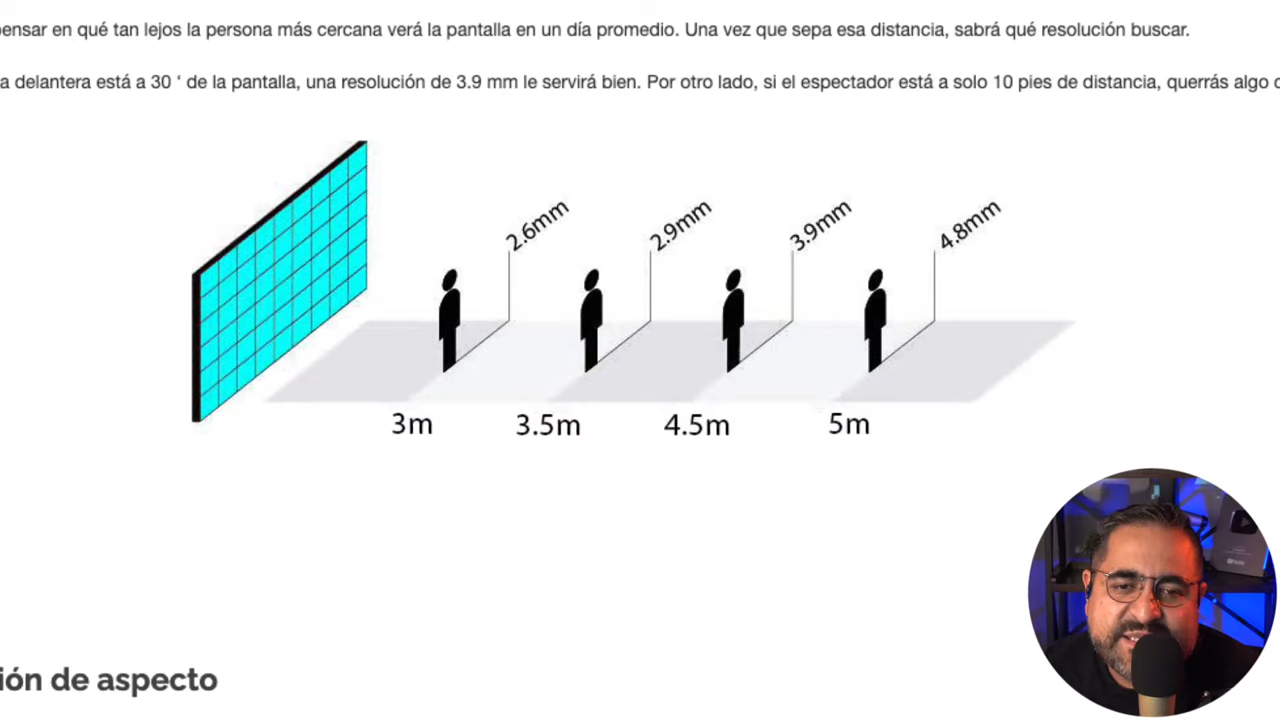 ensar en qué tan lejos la persona más cercana verá la pantalla en un día promedio. Una vez que sepa esa distancia, sabrá qué resolución buscar.
a delantera está a 30 ‘ de la pantalla, una resolución de 3.9 mm le servirá bien. Por otro lado, si el espectador está a solo 10 pies de distancia, querrás algo
2.6mm 2.9mm 3.9mm 4.8mm
3m 3.5m 4.5m 5m
ión de aspecto